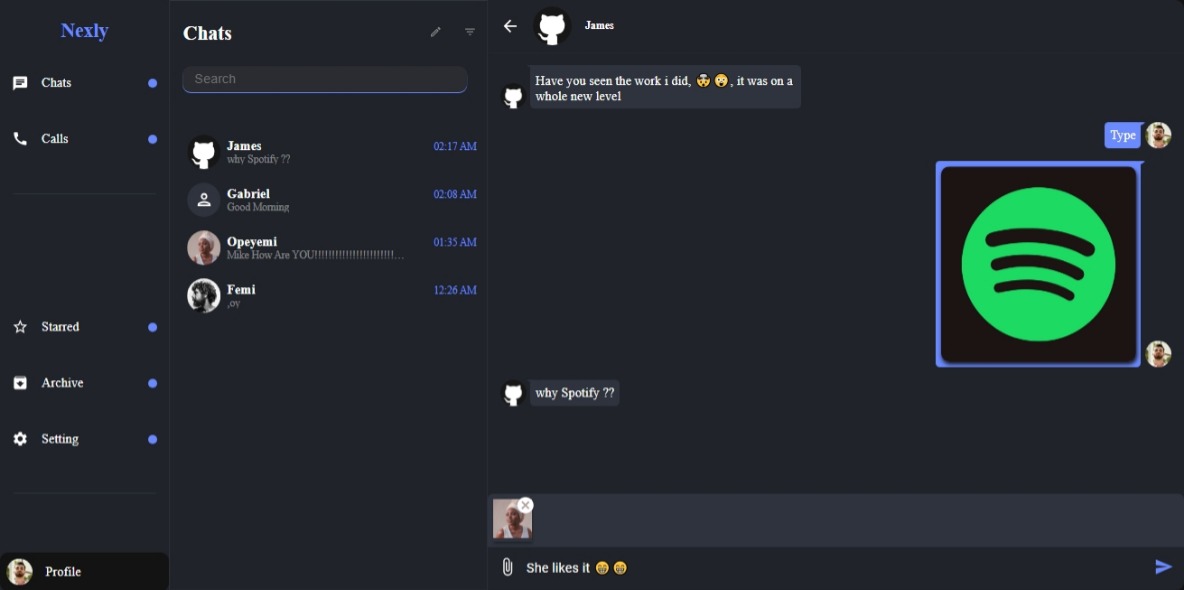 Nexly
Chats
Calls
Starred
Archive
Setting
Profile
Chats
Search
James
02:17 AM
why Spotify ??
Gabriel
02:08 AM
Good Morning
Opeyemi
01:35 AM
Mike How Are YOU!!!!!!!!!!!!!!!!!!!!!!!...
Femi
12:26 AM
,oy
James
Have you seen the work i did, 🤯 😲, it was on a
whole new level
Type
why Spotify ??
She likes it 😁 😁